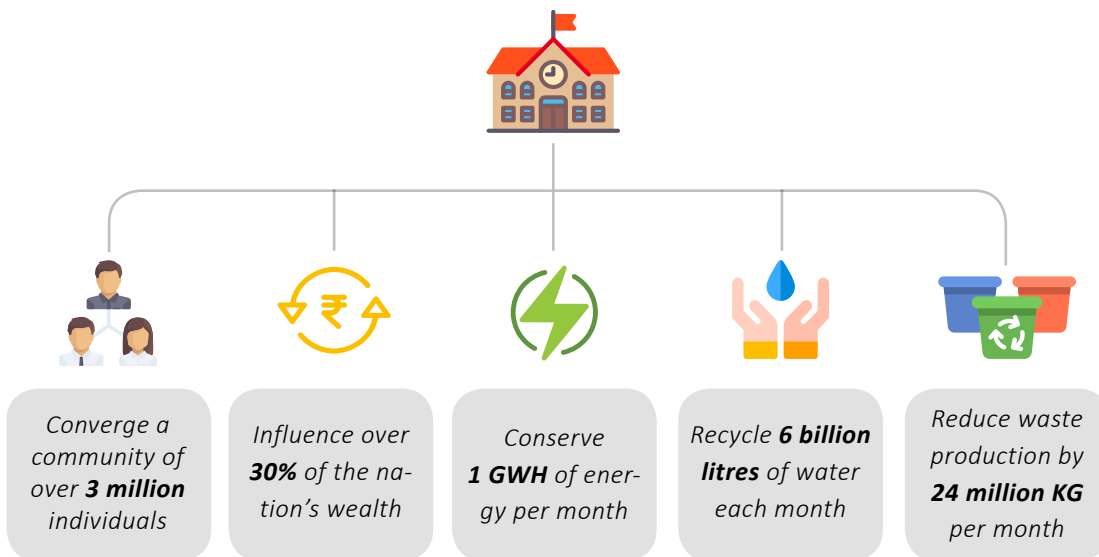 Converge a
community of
over 3 million
individuals
Influence over
30% of the na-
tion’s wealth
Conserve
1 GWH of ener-
gy per month
Recycle 6 billion
litres of water
each month
Reduce waste
production by
24 million KG
per month